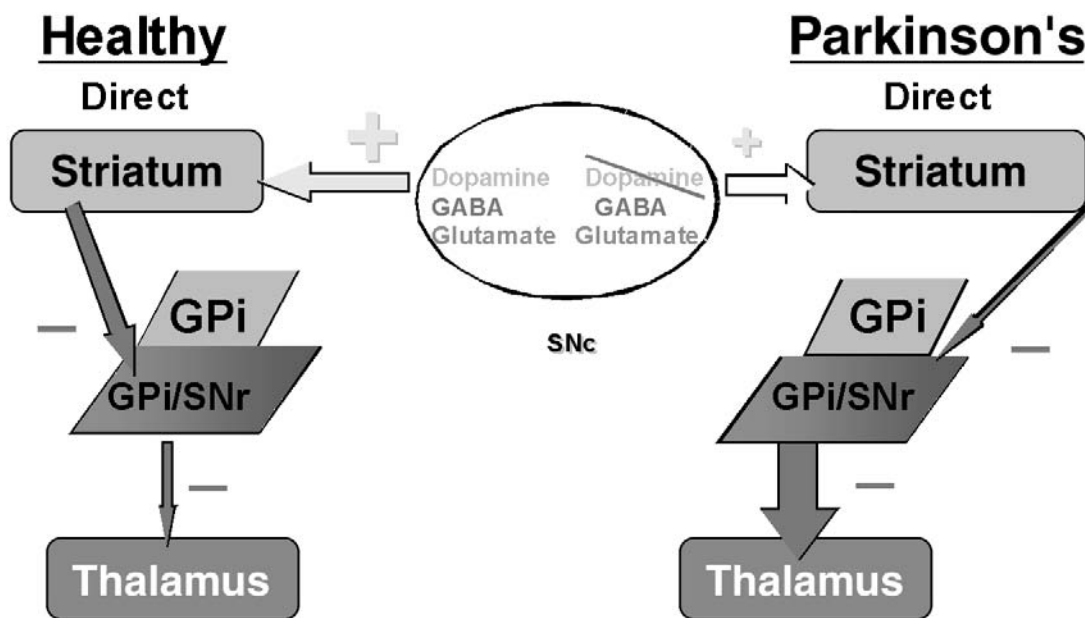 Healthy
Parkinson's
Direct
Direct
+
+
Striatum
Striatum
Dopamine
Dopamine
GABA
GABA
Glutamate
Glutamate
GPi
GPi
–
SNc
–
GPi/SNr
GPi/SNr
–
–
Thalamus
Thalamus